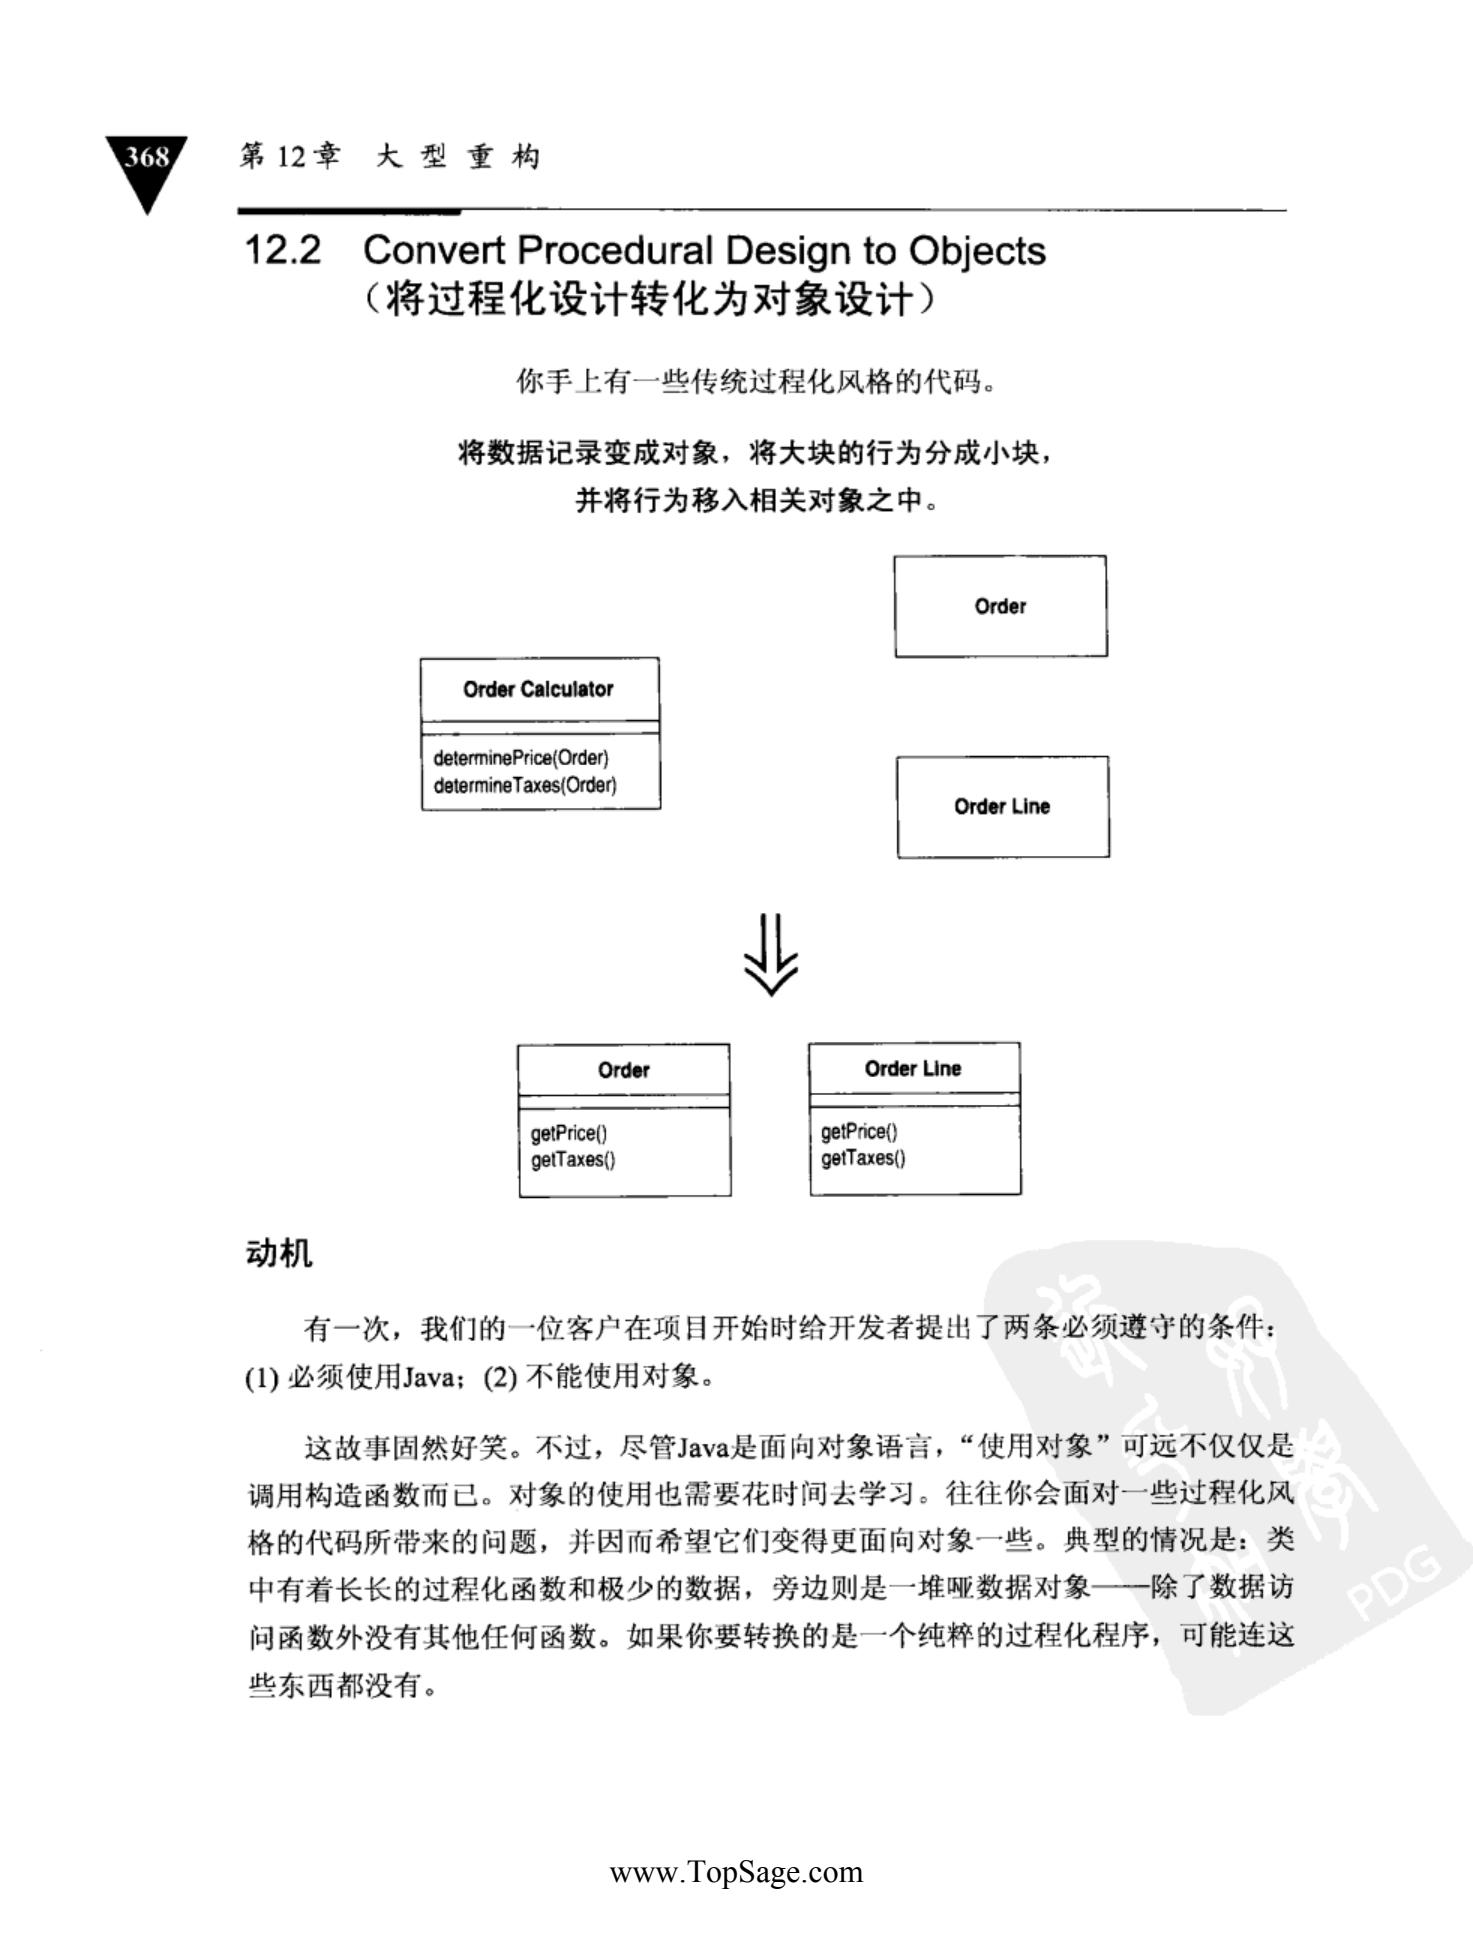 368
第 12 章 大 型 重 构
12.2 Convert Procedural Design to Objects
（将过程化设计转化为对象设计）
你手上有一些传统过程化风格的代码。
将数据记录变成对象，将大块的行为分成小块，
并将行为移入相关对象之中。
Order
Order Calculator
determinePrice(Order)
determineTaxes(Order)
Order Line
Order
getPrice()
getTaxes()
Order Line
getPrice()
getTaxes()
动机
有一次，我们的一位客户在项目开始时给开发者提出了两条必须遵守的条件：
(1) 必须使用Java；(2) 不能使用对象。
这故事固然好笑。不过，尽管Java是面向对象语言，“使用对象”可远不仅仅是
调用构造函数而已。对象的使用也需要花时间去学习。往往你会面对一些过程化风
格的代码所带来的问题，并因而希望它们变得更面向对象一些。典型的情况是：类
中有着长长的过程化函数和极少的数据，旁边则是一堆哑数据对象——除了数据访
问函数外没有其他任何函数。如果你要转换的是一个纯粹的过程化程序，可能连这
些东西都没有。
PDG
www.TopSage.com